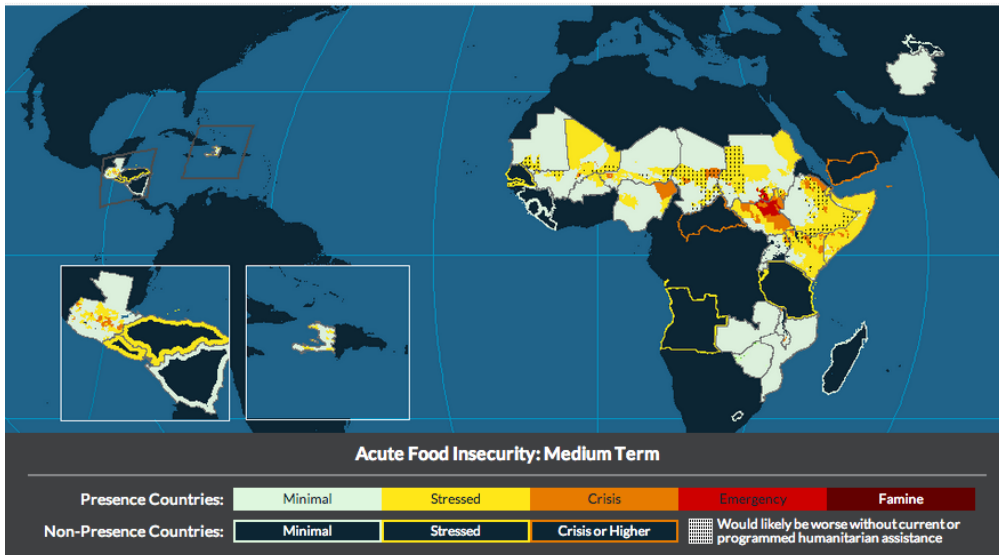 Acute Food Insecurity: Medium Term
Presence Countries: Minimal Stressed Crisis Emergency Famine
Non-Presence Countries: Minimal Stressed Crisis or Higher Would likely be worse without current or
programmed humanitarian assistance